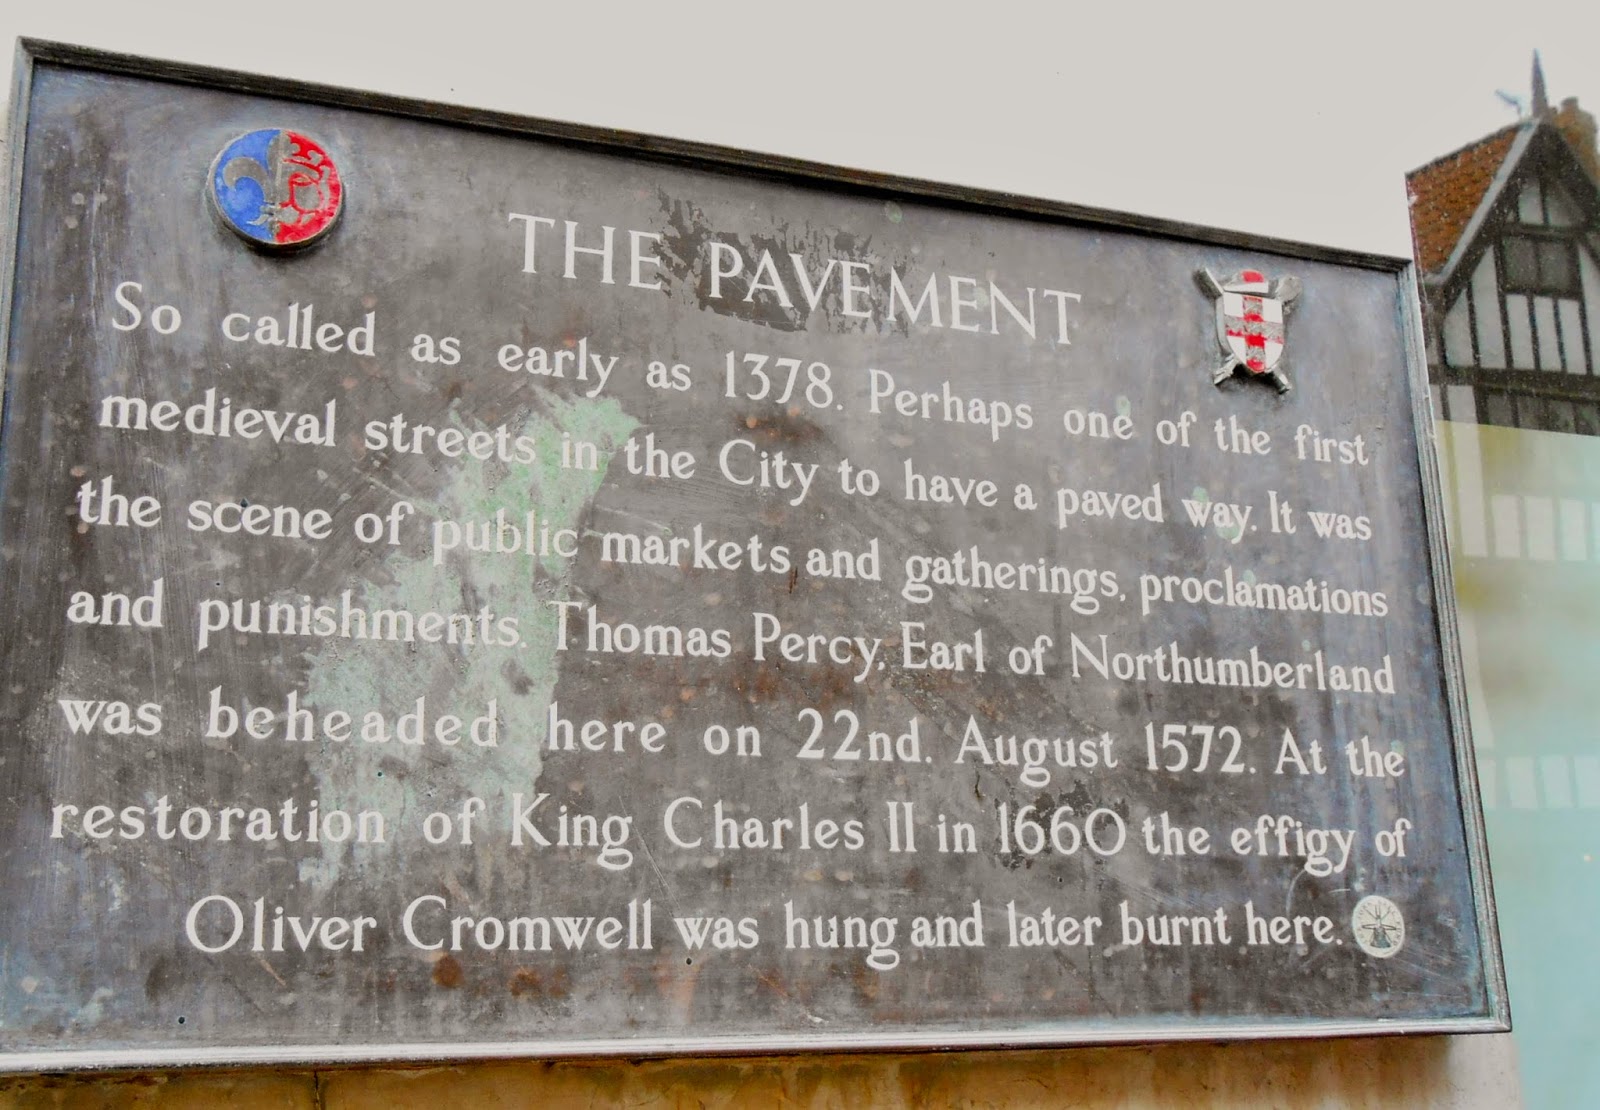 THE PAVEMENT
So called as early as 1378. Perhaps one of the first
medieval streets in the City to have a paved way. It was
the scene of public markets and gatherings, proclamations
and punishments. Thomas Percy. Earl of Northumberland
was beheaded here on 22nd. August 1572. At the
restoration of King Charles II in 1660 the effigy of
Oliver Cromwell was hung and later burnt here.